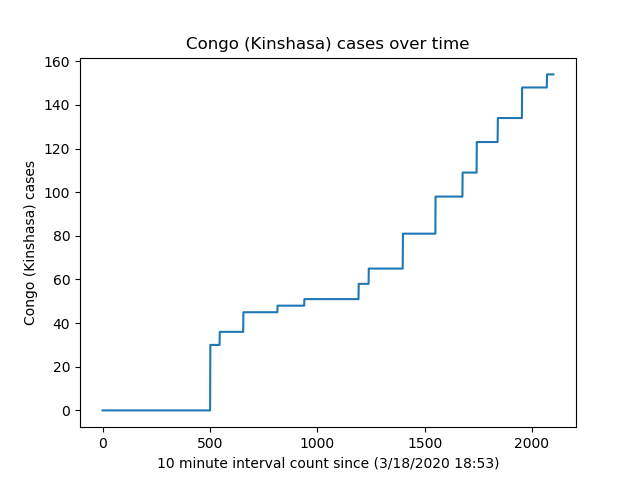 Congo (Kinshasa) cases over time
160
140
120
100
80
60
40
20
0
Congo (Kinshasa) cases
0 500 1000 1500 2000
10 minute interval count since (3/18/2020 18:53)